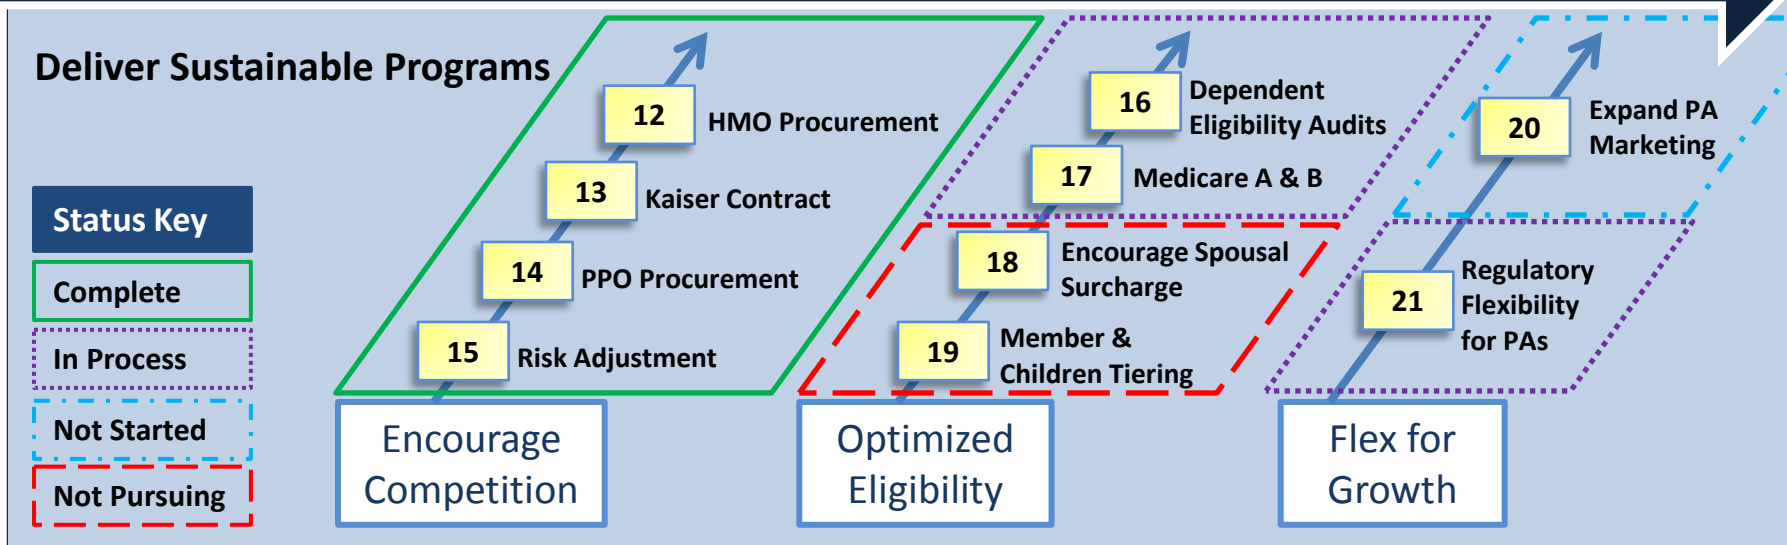 Deliver Sustainable Programs
Status Key
Complete
In Process
Not Started
Not Pursuing
12
HMO Procurement
13
Kaiser Contract
14
PPO Procurement
15
Risk Adjustment
Encourage
Competition
16
Dependent
Eligibility Audits
17
Medicare A & B
18
Encourage Spousal
Surcharge
19
Member &
Children Tiering
Optimized
Eligibility
20
Expand PA
Marketing
21
Regulatory
Flexibility
for PAs
Flex for
Growth